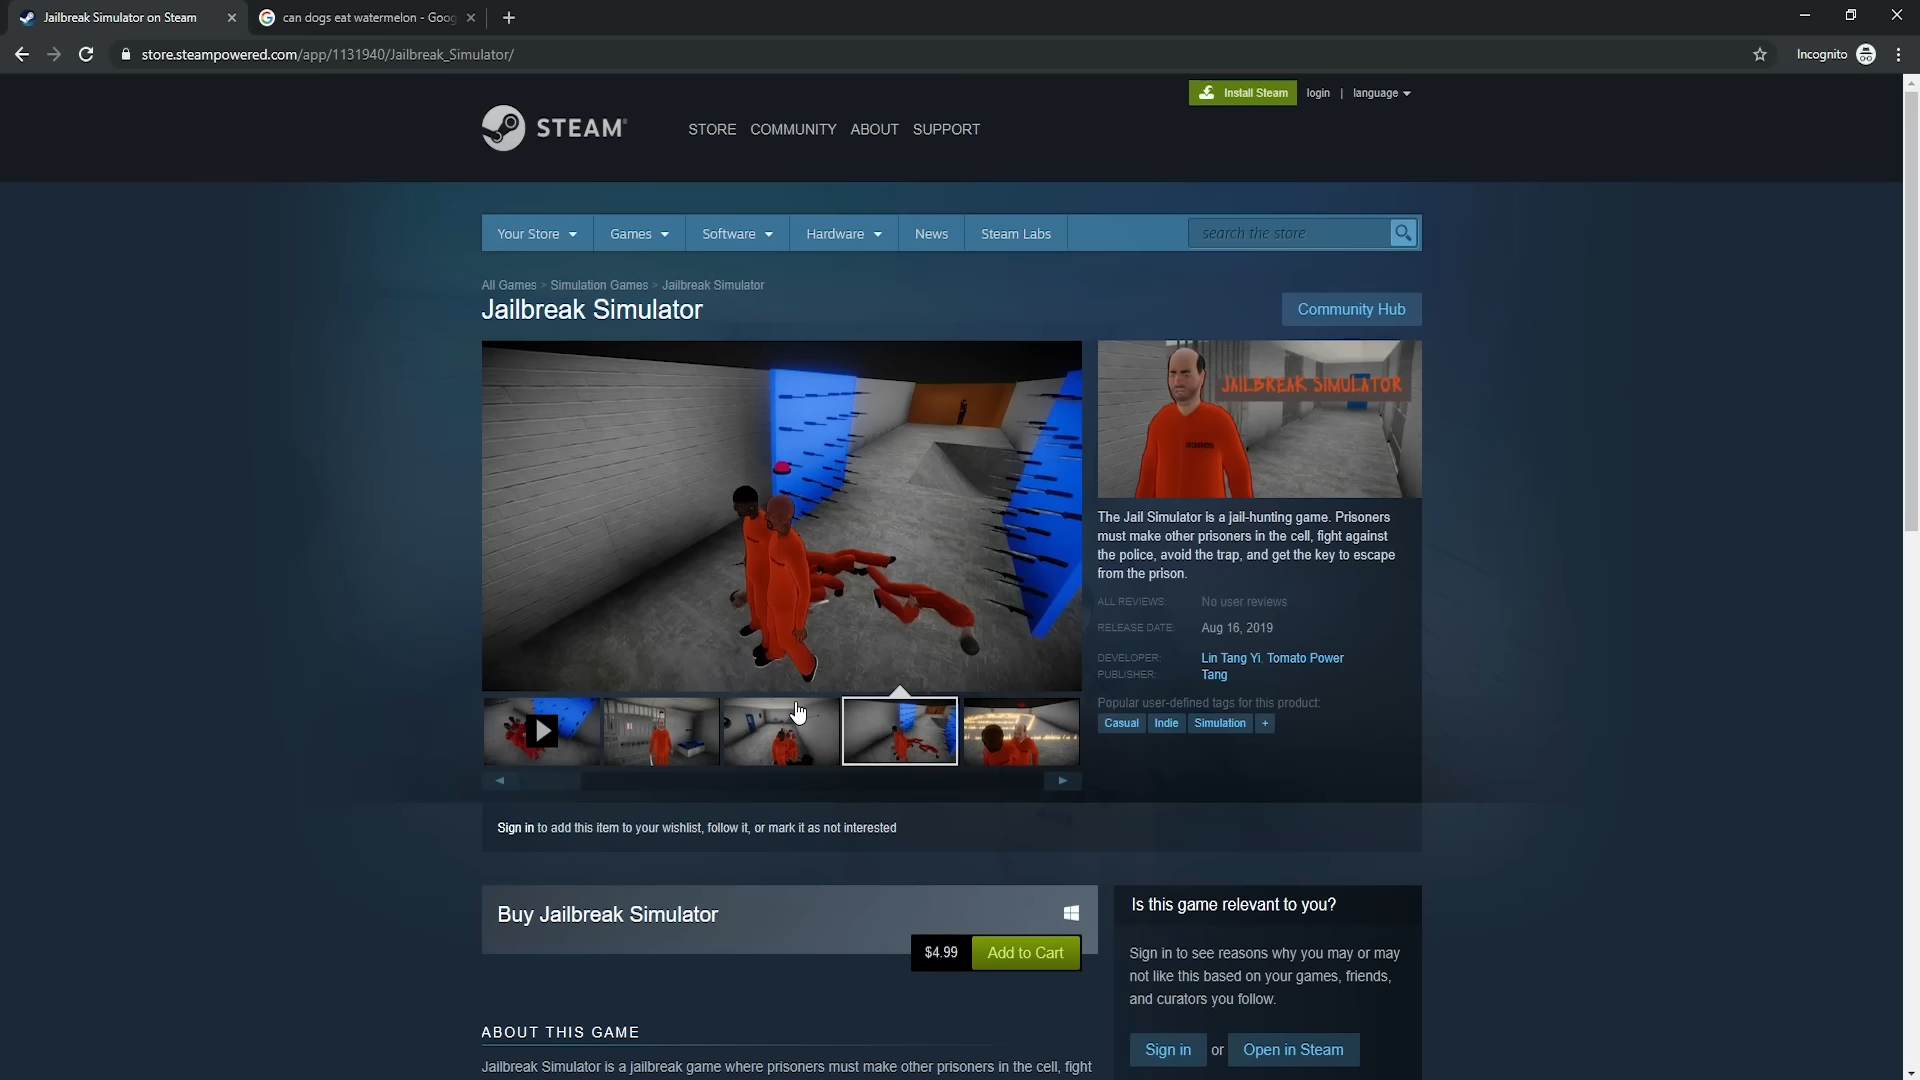 Jailbreak Simulator on Steam
can dogs eat watermelon - Goog
store.steampowered.com/app/1131940/Jailbreak_Simulator/
Incognito
Install Steam login | language
STEAM
STORE COMMUNITY ABOUT SUPPORT
Your Store Games Software Hardware News Steam Labs search the store
All Games > Simulation Games > Jailbreak Simulator
Jailbreak Simulator
Community Hub
JAILBREAK SIMULATOR
The Jail Simulator is a jail-hunting game. Prisoners
must make other prisoners in the cell, fight against
the police, avoid the trap, and get the key to escape
from the prison.
ALL REVIEWS: No user reviews
RELEASE DATE: Aug 16, 2019
DEVELOPER: Lin Tang Yi, Tomato Power
PUBLISHER: Tang
Popular user-defined tags for this product:
Casual Indie Simulation +
Sign in to add this item to your wishlist, follow it, or mark it as not interested
Buy Jailbreak Simulator
$4.99 Add to Cart
Is this game relevant to you?
Sign in to see reasons why you may or may
not like this based on your games, friends,
and curators you follow.
Sign in or Open in Steam
ABOUT THIS GAME
Jailbreak Simulator is a jailbreak game where prisoners must make other prisoners in the cell, fight